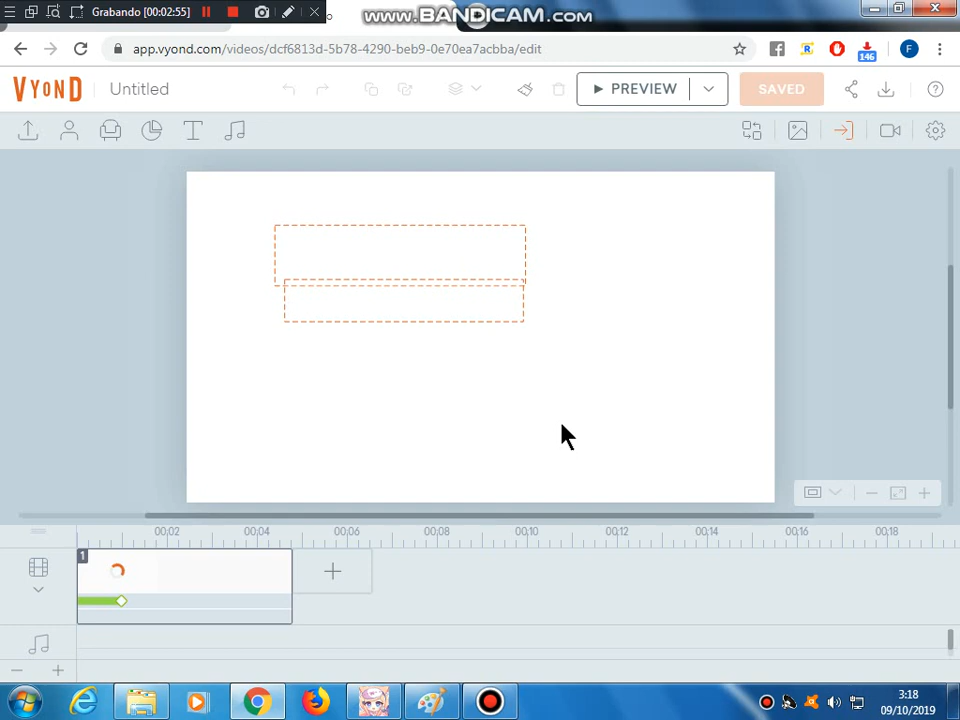 Grabando [00:02:55]
www.BANDICAM.com
app.vyond.com/videos/dcf6813d-5b78-4290-beb9-0e70ea7acbba/edit
146
F
VYOND
Untitled
PREVIEW
SAVED
00:02 00:04 00:06 00:08 00:10 00:12 00:14 00:16 00:18
1
3:18
09/10/2019